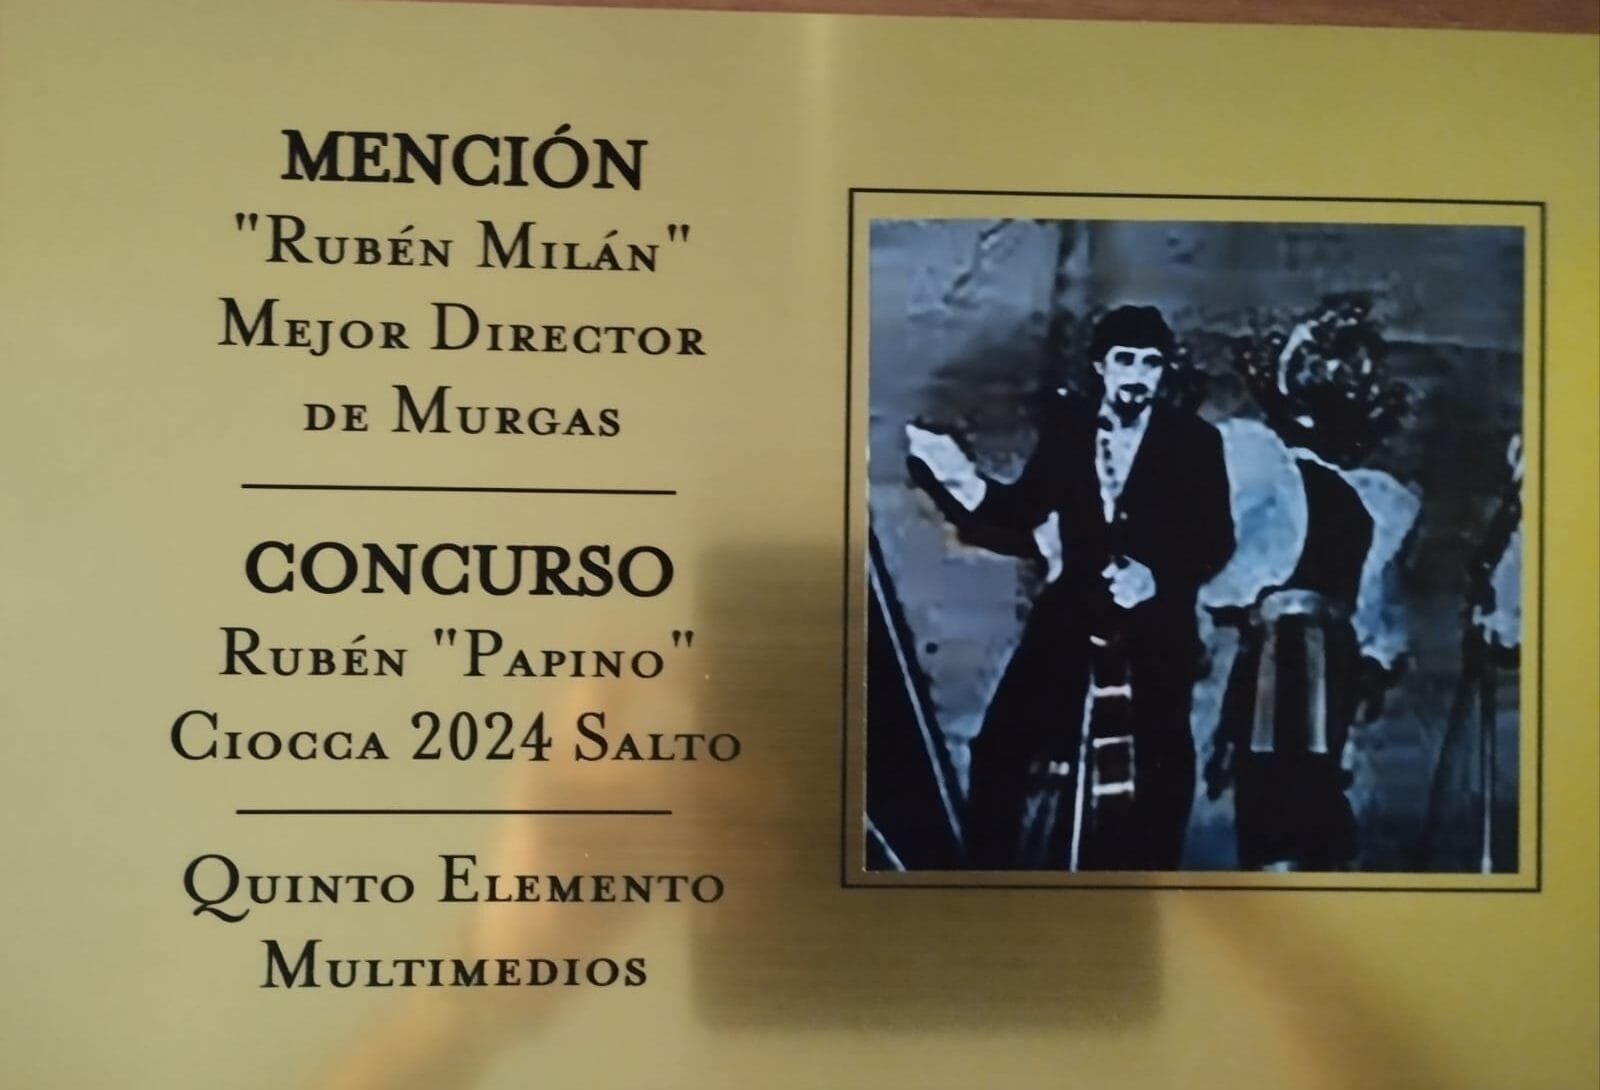 MENCIÓN
"RUBÉN MILÁN"
MEJOR DIRECTOR
DE MURGAS
CONCURSO
RUBÉN "PAPINO"
CIOCCA 2024 SALTO
QUINTO ELEMENTO
MULTIMEDIOS